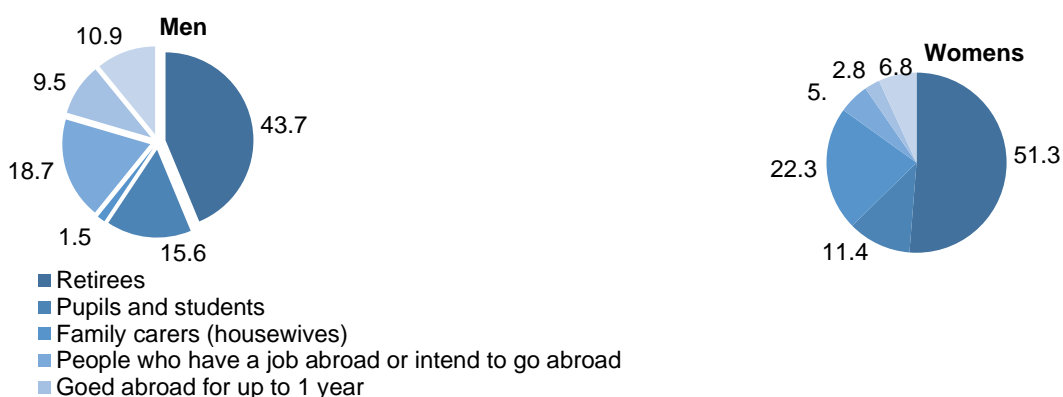 Men
10.9
9.5
43.7
18.7
1.5
15.6
Womens
2.8 6.8
5.
51.3
22.3
11.4
Retirees
Pupils and students
Family carers (housewives)
People who have a job abroad or intend to go abroad
Goed abroad for up to 1 year